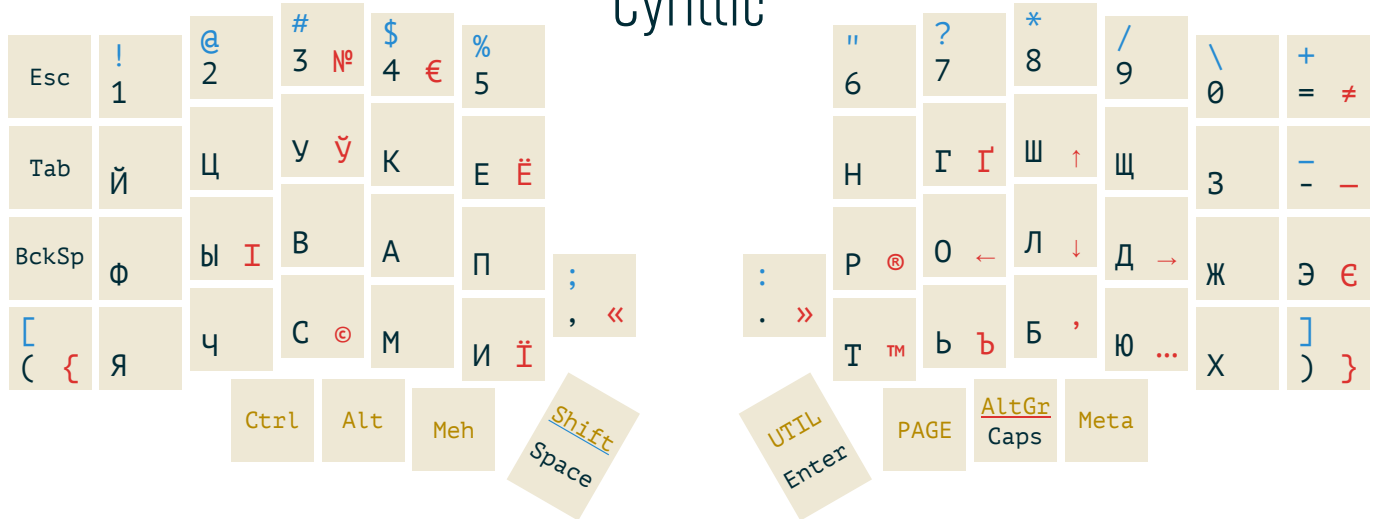 Cyrillic
Esc ! 1 @ 2 # 3 № $ 4 € % 5 " 6 ? 7 * 8 / 9 \ 0 + = ≠
Tab Й Ц У Ў К Е Ё Н Г Ґ Ш ↑ Щ З _ - —
BckSp Ф Ы І В А П ; , « : . » Р ® О ← Л ↓ Д → Ж Э Є
[ ( { Я Ч С © М И Ї Т ™ Ь Ъ Б ’ Ю … Х ] ) }
Ctrl Alt Meh Shift Space UTIL Enter PAGE AltGr Caps Meta